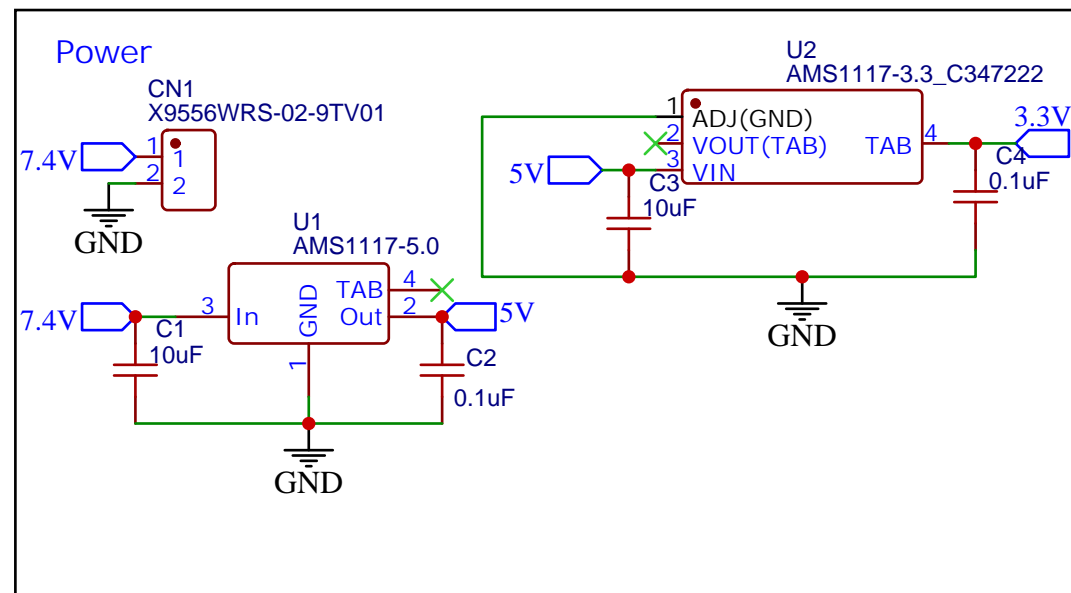 Power
CN1
X9556WRS-02-9TV01
7.4V
1
1
2
2
GND
U1
AMS1117-5.0
7.4V
3
In
GND
1
TAB
4
Out
2
5V
C1
10uF
C2
0.1uF
GND
U2
AMS1117-3.3_C347222
1
ADJ(GND)
2
VOUT(TAB)
3
VIN
TAB
4
3.3V
5V
C3
10uF
C4
0.1uF
GND